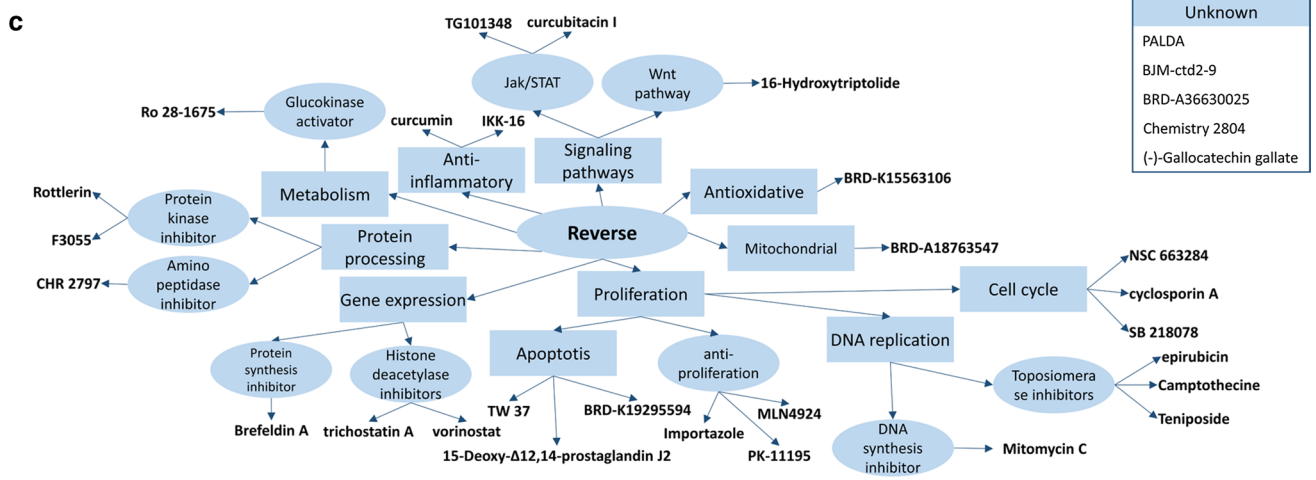 c
TG101348
curcubitacin I
Jak/STAT
Wnt
pathway
16-Hydroxytriptolide
Glucokinase
activator
Ro 28-1675
curcumin
IKK-16
Anti-
inflammatory
Signaling
pathways
Metabolism
Antioxidative
BRD-K15563106
Rottlerin
F3055
Protein
kinase
inhibitor
Protein
processing
Reverse
Mitochondrial
BRD-A18763547
CHR 2797
Amino
peptidase
inhibitor
Gene expression
Proliferation
Cell cycle
NSC 663284
cyclosporin A
SB 218078
Protein
synthesis
inhibitor
Histone
deacetylase
inhibitors
Apoptotis
anti-
proliferation
DNA replication
Toposiomera
se inhibitors
epirubicin
Camptothecine
Teniposide
Brefeldin A
trichostatin A
vorinostat
TW 37
BRD-K19295594
15-Deoxy-Δ12,14-prostaglandin J2
Importazole
MLN4924
PK-11195
DNA
synthesis
inhibitor
Mitomycin C
Unknown
PALDA
BJM-ctd2-9
BRD-A36630025
Chemistry 2804
(-)-Gallocatechin gallate